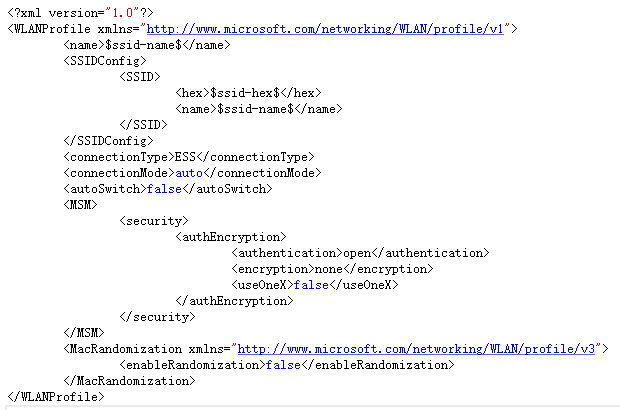 <?xml version="1.0"?>
<WLANProfile xmlns="http://www.microsoft.com/networking/WLAN/profile/v1">
<name>$ssid-name$</name>
<SSIDConfig>
<SSID>
<hex>$ssid-hex$</hex>
<name>$ssid-name$</name>
</SSID>
</SSIDConfig>
<connectionType>ESS</connectionType>
<connectionMode>auto</connectionMode>
<autoSwitch>false</autoSwitch>
<MSM>
<security>
<authEncryption>
<authentication>open</authentication>
<encryption>none</encryption>
<useOneX>false</useOneX>
</authEncryption>
</security>
</MSM>
<MacRandomization xmlns="http://www.microsoft.com/networking/WLAN/profile/v3">
<enableRandomization>false</enableRandomization>
</MacRandomization>
</WLANProfile>